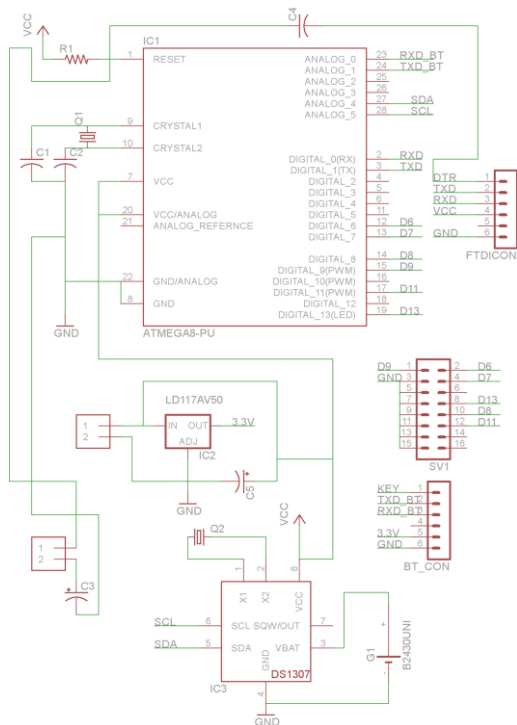 VCC
R1
C4
IC1
1 RESET
9 CRYSTAL1
10 CRYSTAL2
7 VCC
20 VCC/ANALOG
21 ANALOG_REFERNCE
22 GND/ANALOG
8 GND
ANALOG_0 23 RXD_BT
ANALOG_1 24 TXD_BT
ANALOG_2 25
ANALOG_3 26
ANALOG_4 27 SDA
ANALOG_5 28 SCL
DIGITAL_0(RX) 2 RXD
DIGITAL_1(TX) 3 TXD
DIGITAL_2 4
DIGITAL_3 5
DIGITAL_4 6
DIGITAL_5 11
DIGITAL_6 12 D6
DIGITAL_7 13 D7
DIGITAL_8 14 D8
DIGITAL_9(PWM) 15 D9
DIGITAL_10(PWM) 16
DIGITAL_11(PWM) 17 D11
DIGITAL_12 18
DIGITAL_13(LED) 19 D13
ATMEGA8-PU
Q1
C1
C2
GND
DTR 1
TXD 2
RXD 3
VCC 4
5
GND 6
FTDICON
LD117AV50
IN OUT
ADJ
IC2
3.3V
1
2
C5
GND
D9 1 2 D6
GND 3 4 D7
5 6
7 8 D13
9 10 D8
11 12 D11
13 14
15 16
SV1
KEY 1
TXD_BT 2
RXD_BT 3
4
3.3V 5
GND 6
BT_CON
1
2
C3
Q2
VCC
1 2 8
X1 X2 VCC
SCL 6 SCL SQW/OUT 7
SDA 5 SDA VBAT 3
GND
DS1307
IC3
4
GND
+
G1
-
B2430UNI